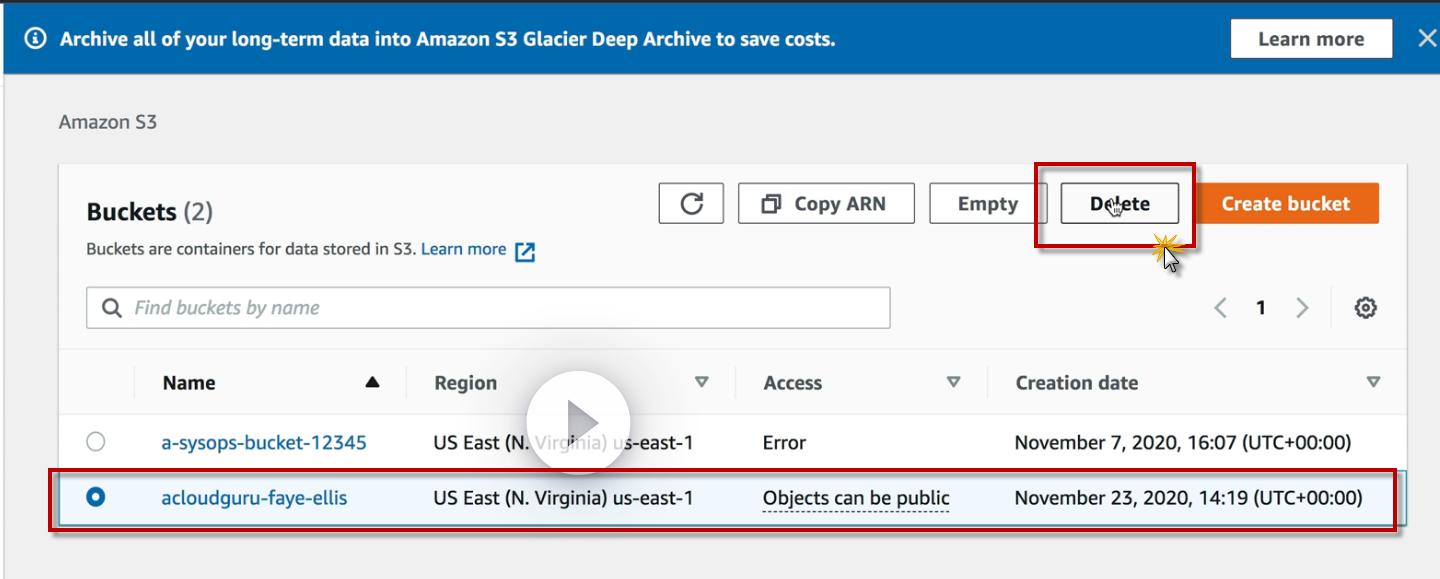 Archive all of your long-term data into Amazon S3 Glacier Deep Archive to save costs.
Learn more
Amazon S3
Buckets (2)
Copy ARN
Empty
Delete
Create bucket
Buckets are containers for data stored in S3. Learn more
Find buckets by name
1
Name
Region
Access
Creation date
a-sysops-bucket-12345
US East (N. Virginia) us-east-1
Error
November 7, 2020, 16:07 (UTC+00:00)
acloudguru-faye-ellis
US East (N. Virginia) us-east-1
Objects can be public
November 23, 2020, 14:19 (UTC+00:00)